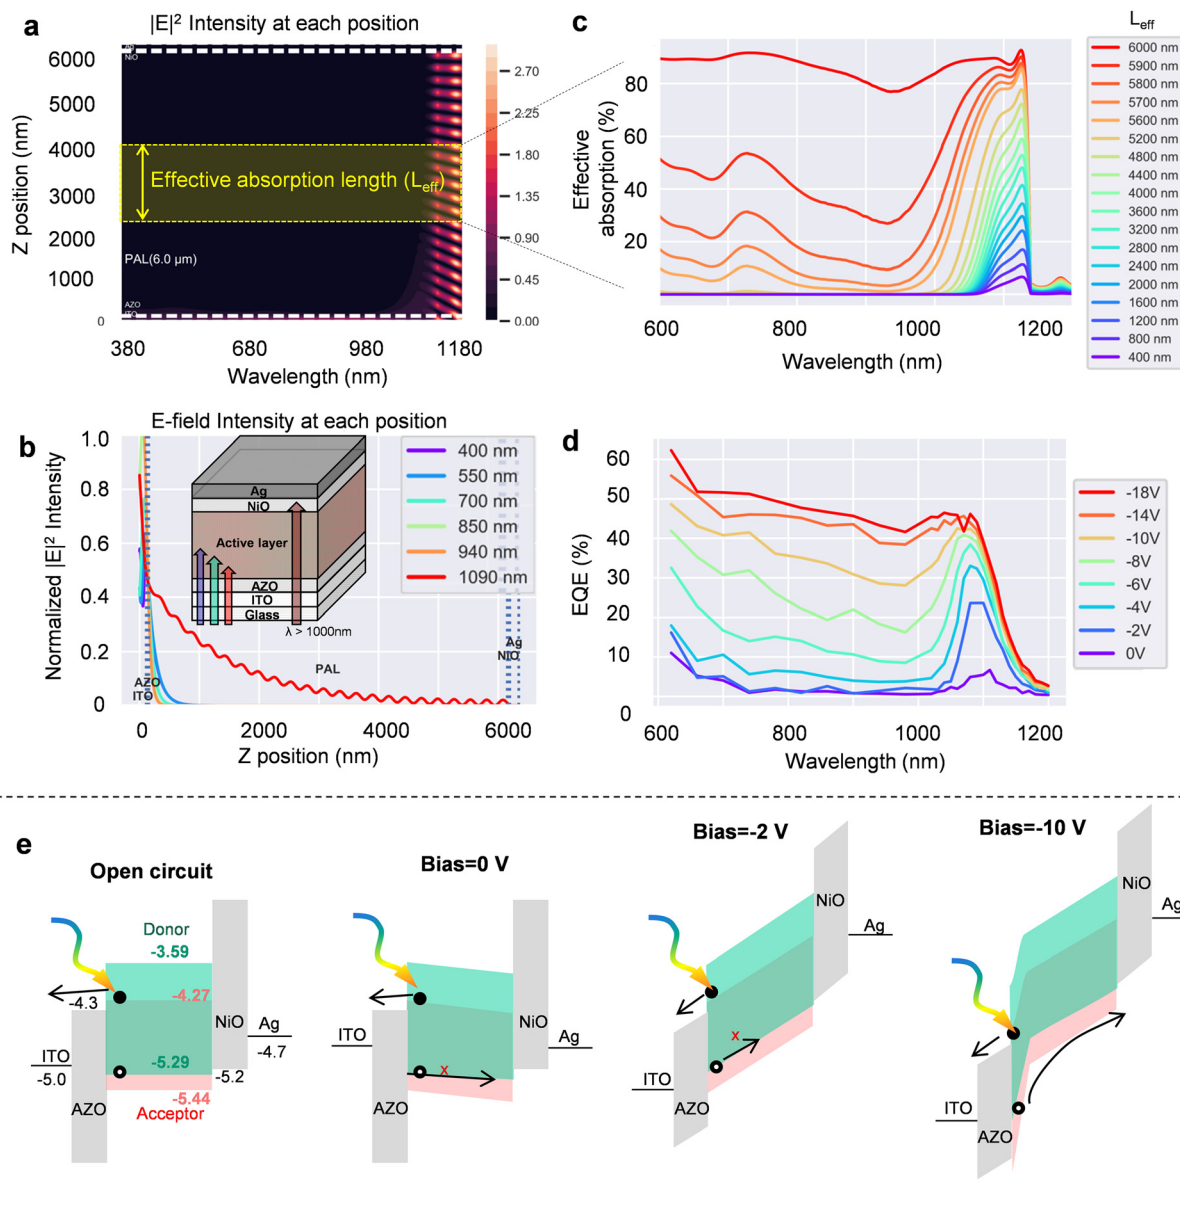 a
|E|² Intensity at each position
Z position (nm)
6000
5000
4000
3000
2000
1000
0
NiO
Effective absorption length (Leff)
PAL(6.0 μm)
AZO
ITO
2.70
2.25
1.80
1.35
0.90
0.45
0.00
380
680
980
1180
Wavelength (nm)
c
Effective
absorption (%)
80
60
40
20
600
800
1000
1200
Wavelength (nm)
Leff
6000 nm
5900 nm
5800 nm
5700 nm
5600 nm
5200 nm
4800 nm
4400 nm
4000 nm
3600 nm
3200 nm
2800 nm
2400 nm
2000 nm
1600 nm
1200 nm
800 nm
400 nm
b
E-field Intensity at each position
Normalized |E|² Intensity
1.0
0.8
0.6
0.4
0.2
0
Ag
NiO
Active layer
AZO
ITO
Glass
λ > 1000nm
400 nm
550 nm
700 nm
850 nm
940 nm
1090 nm
AZO
ITO
PAL
Ag
NiO
0
2000
4000
6000
Z position (nm)
d
EQE (%)
60
50
40
30
20
10
0
600
800
1000
1200
Wavelength (nm)
-18V
-14V
-10V
-8V
-6V
-4V
-2V
0V
e
Open circuit
Donor
-3.59
-4.3
-4.27
NiO
Ag
-4.7
ITO
-5.0
-5.29
-5.2
AZO
-5.44
Acceptor
Bias=0 V
ITO
NiO
Ag
x
AZO
Bias=-2 V
NiO
Ag
x
ITO
AZO
Bias=-10 V
NiO
Ag
ITO
AZO